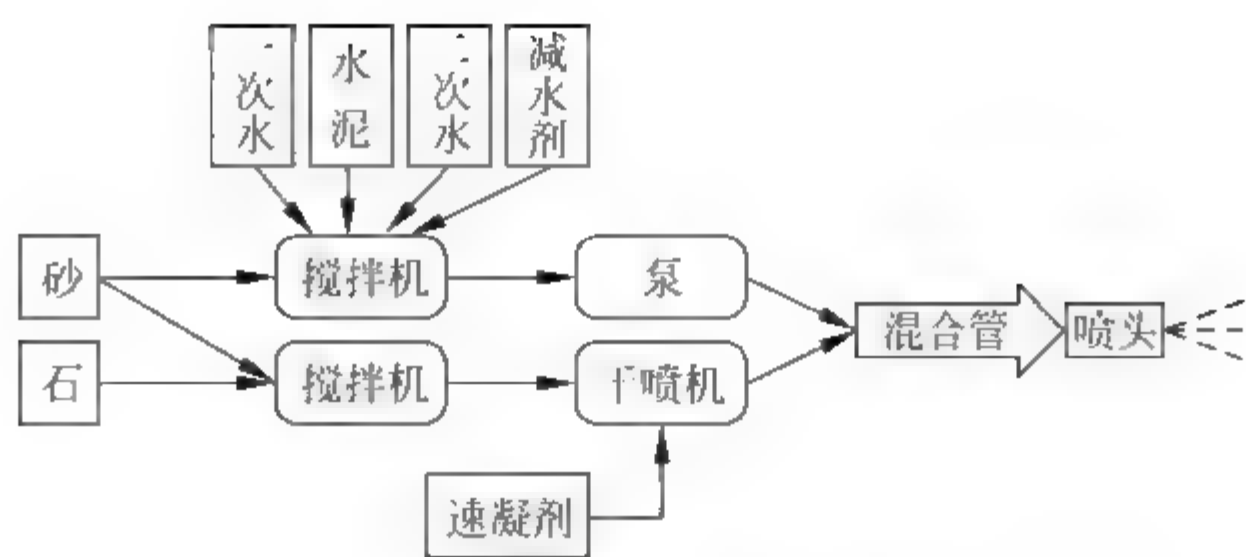 一次水
水泥
二次水
减水剂
砂
搅拌机
泵
混合管
喷头
石
搅拌机
干喷机
速凝剂